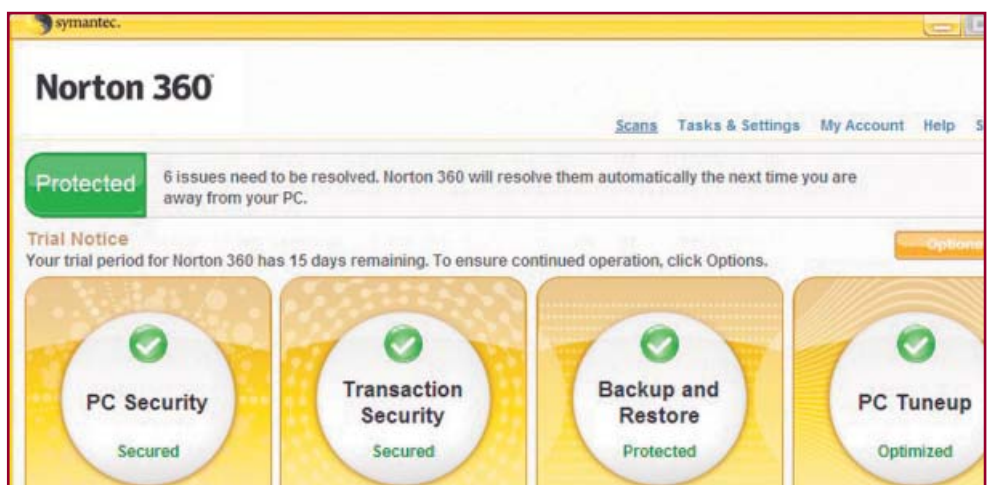 symantec.
Norton 360
Scans Tasks & Settings My Account Help S
Protected
6 issues need to be resolved. Norton 360 will resolve them automatically the next time you are
away from your PC.
Trial Notice
Your trial period for Norton 360 has 15 days remaining. To ensure continued operation, click Options.
Options
PC Security
Secured
Transaction
Security
Secured
Backup and
Restore
Protected
PC Tuneup
Optimized